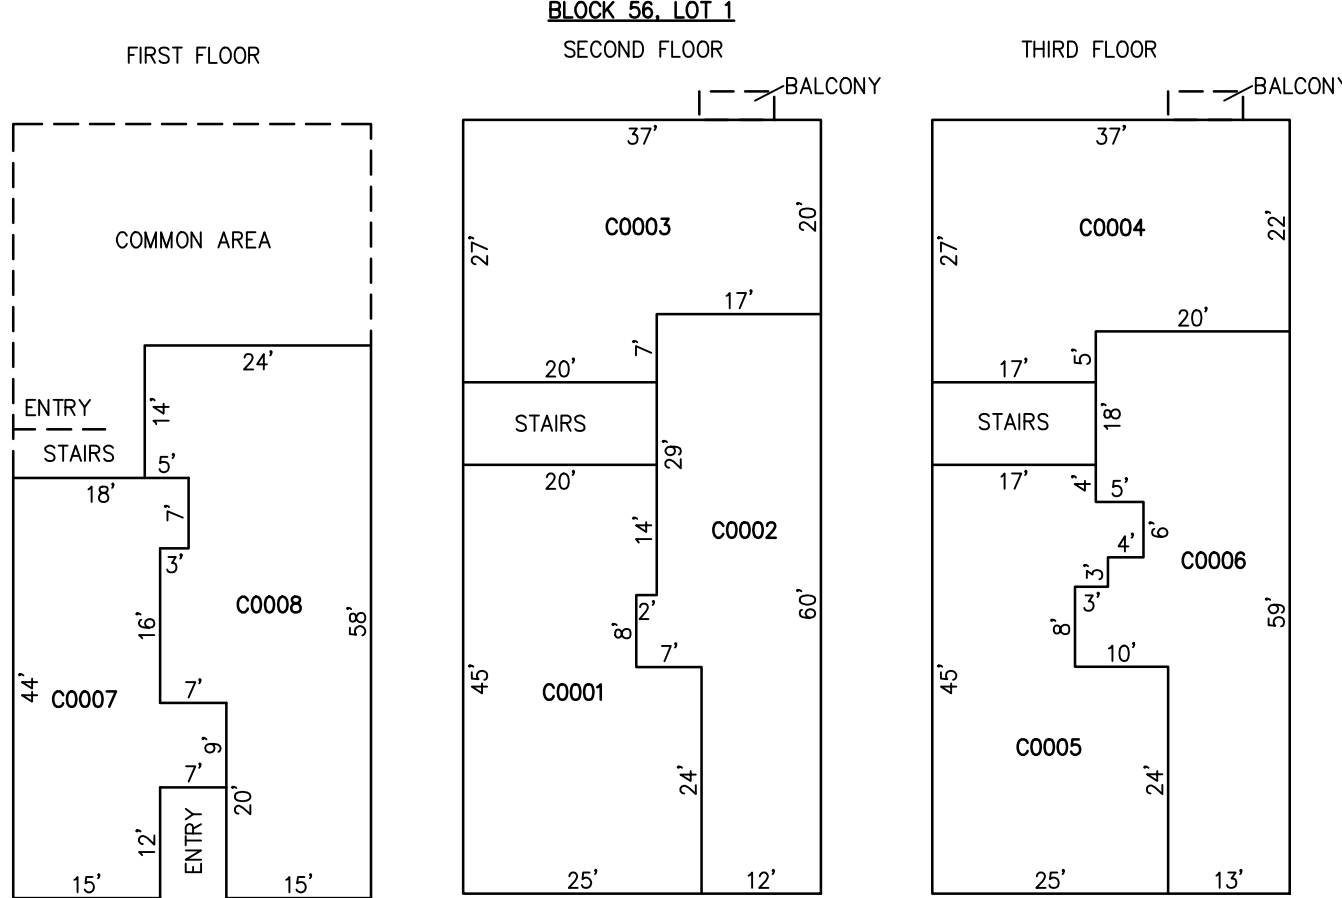 BLOCK 56, LOT 1
FIRST FLOOR
COMMON AREA
24'
14'
ENTRY
STAIRS
5'
18'
7'
3'
C0008
16'
58'
44'
C0007
7'
9'
7'
20'
12'
ENTRY
15'
15'
SECOND FLOOR
BALCONY
37'
C0003
20'
27'
17'
7'
20'
STAIRS
29'
20'
14'
C0002
2'
8'
60'
7'
45'
C0001
24'
25'
12'
THIRD FLOOR
BALCONY
37'
C0004
22'
27'
20'
5'
17'
STAIRS
18'
17'
4'
5'
6'
4'
C0006
3'
3'
8'
59'
10'
45'
C0005
24'
25'
13'